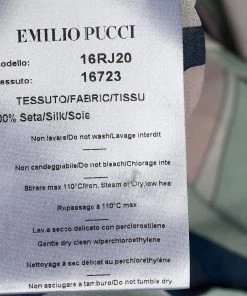 EMILIO PUCCI
odello: 16RJ20
essuto: 16723
TESSUTO/FABRIC/TISSU
00% Seta/Silk/Soie
Non lavare/Do not wash/Lavage interdit
Non candeggiabile/Do not bleach/Chlorage inte
Stirare max 110°C/Iron, Steam or Dry, low hea
Repassage à 110°C max
Lava secco delicato con percloroetilene
Gentle dry clean w/perchloroethylene
Nettoyage à sec délicat au perchloréthylène
Non asciugare a tamburo/Do not tumble dry.